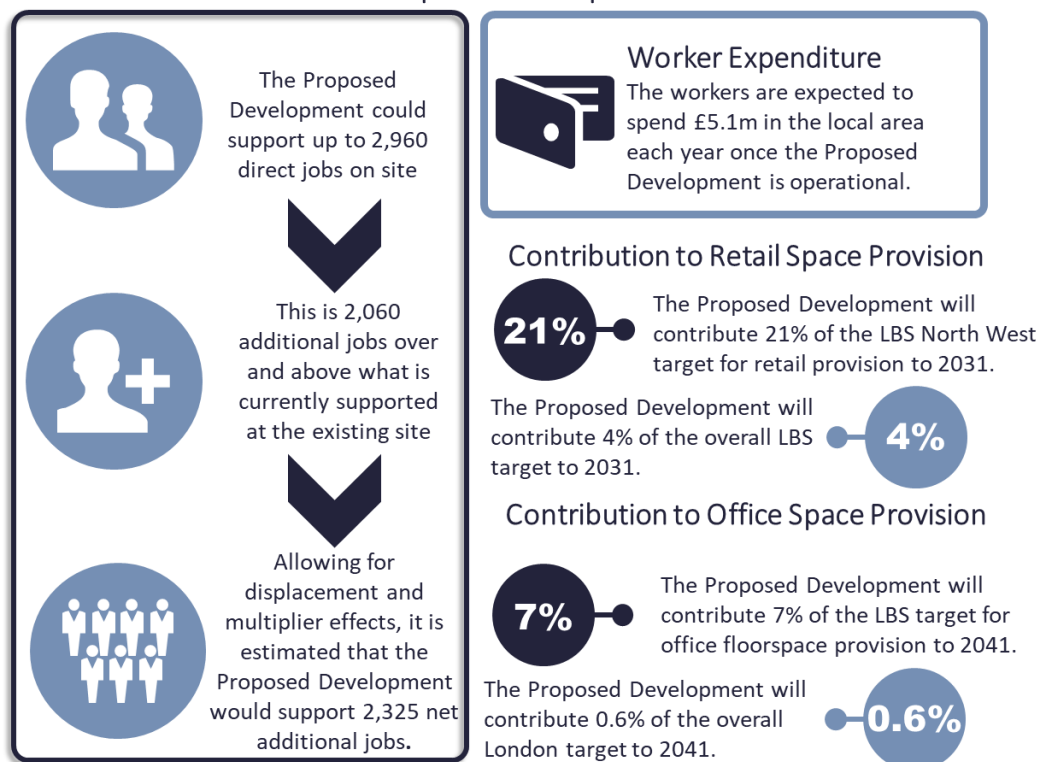 The Proposed
Development could
support up to 2,960
direct jobs on site
This is 2,060
additional jobs over
and above what is
currently supported
at the existing site
Allowing for
displacement and
multiplier effects, it is
estimated that the
Proposed Development
would support 2,325 net
additional jobs.
Worker Expenditure
The workers are expected to
spend £5.1m in the local area
each year once the Proposed
Development is operational.
Contribution to Retail Space Provision
21%
The Proposed Development will
contribute 21% of the LBS North West
target for retail provision to 2031.
The Proposed Development will
contribute 4% of the overall LBS
target to 2031.
4%
Contribution to Office Space Provision
7%
The Proposed Development will
contribute 7% of the LBS target for
office floorspace provision to 2041.
The Proposed Development will
contribute 0.6% of the overall
London target to 2041.
0.6%